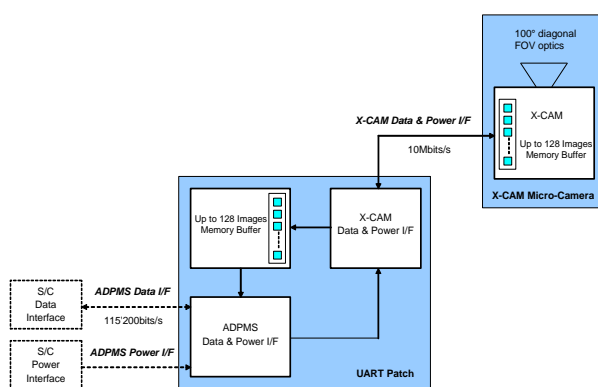 100° diagonal
FOV optics
X-CAM Data & Power I/F
10Mbits/s
X-CAM
Up to 128 Images
Memory Buffer
X-CAM Micro-Camera
Up to 128 Images
Memory Buffer
X-CAM
Data & Power I/F
S/C
Data
Interface
ADPMS Data I/F
115'200bits/s
ADPMS
Data & Power I/F
S/C
Power
Interface
ADPMS Power I/F
UART Patch